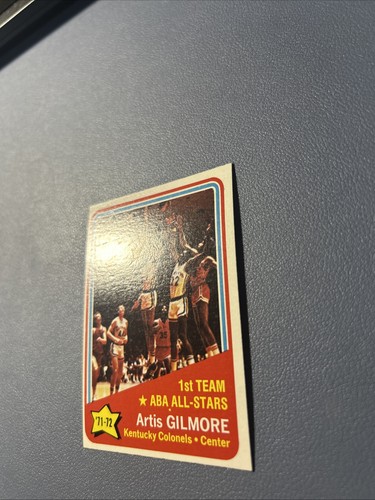 1st TEAM
★ ABA ALL-STARS
'71-72
Artis GILMORE
Kentucky Colonels • Center